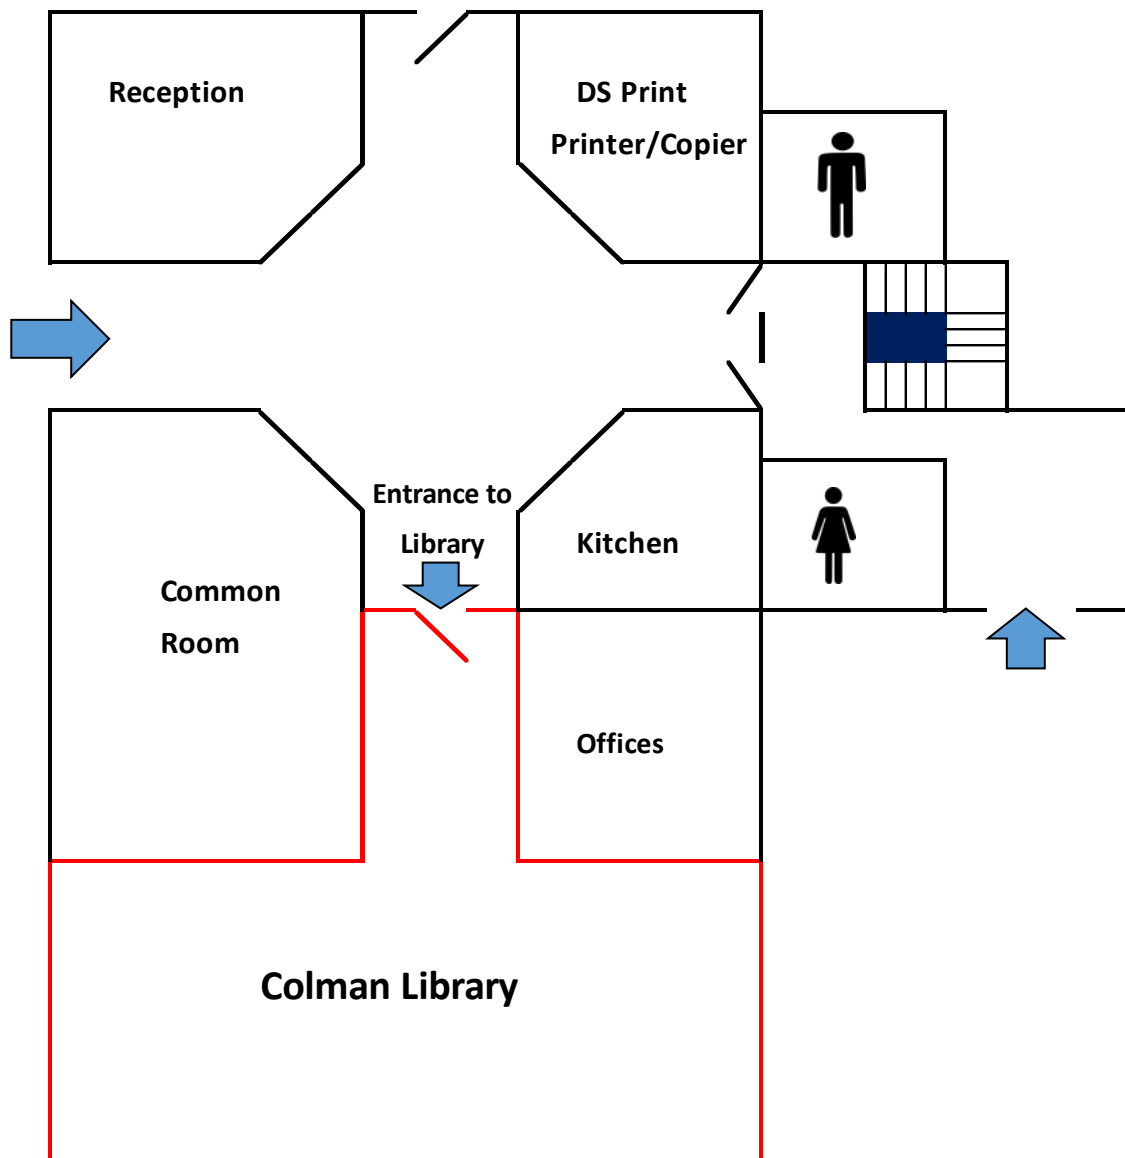 Reception
DS Print
Printer/Copier
Entrance to
Library
Kitchen
Common
Room
Offices
Colman Library